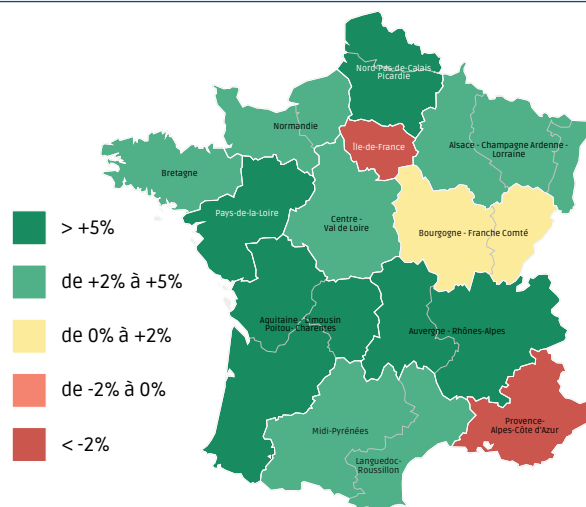 Nord-Pas-de-Calais
Picardie
Normandie
Île-de-France
Alsace - Champagne Ardenne -
Lorraine
Bretagne
Pays-de-la-Loire
Centre -
Val de Loire
Bourgogne - Franche Comté
> +5%
de +2% à +5%
de 0% à +2%
de -2% à 0%
< -2%
Aquitaine - Limousin
Poitou- Charentes
Auvergne - Rhônes-Alpes
Midi-Pyrénées
Languedoc-
Roussillon
Provence-
Alpes-Côte d'Azur